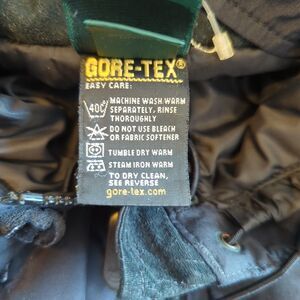 GORE-TEX®
EASY CARE:
40C
MACHINE WASH WARM
SEPARATELY, RINSE
THOROUGHLY
DO NOT USE BLEACH
OR FABRIC SOFTENER
TUMBLE DRY WARM
STEAM IRON WARM
TO DRY CLEAN,
SEE REVERSE
gore-tex.com